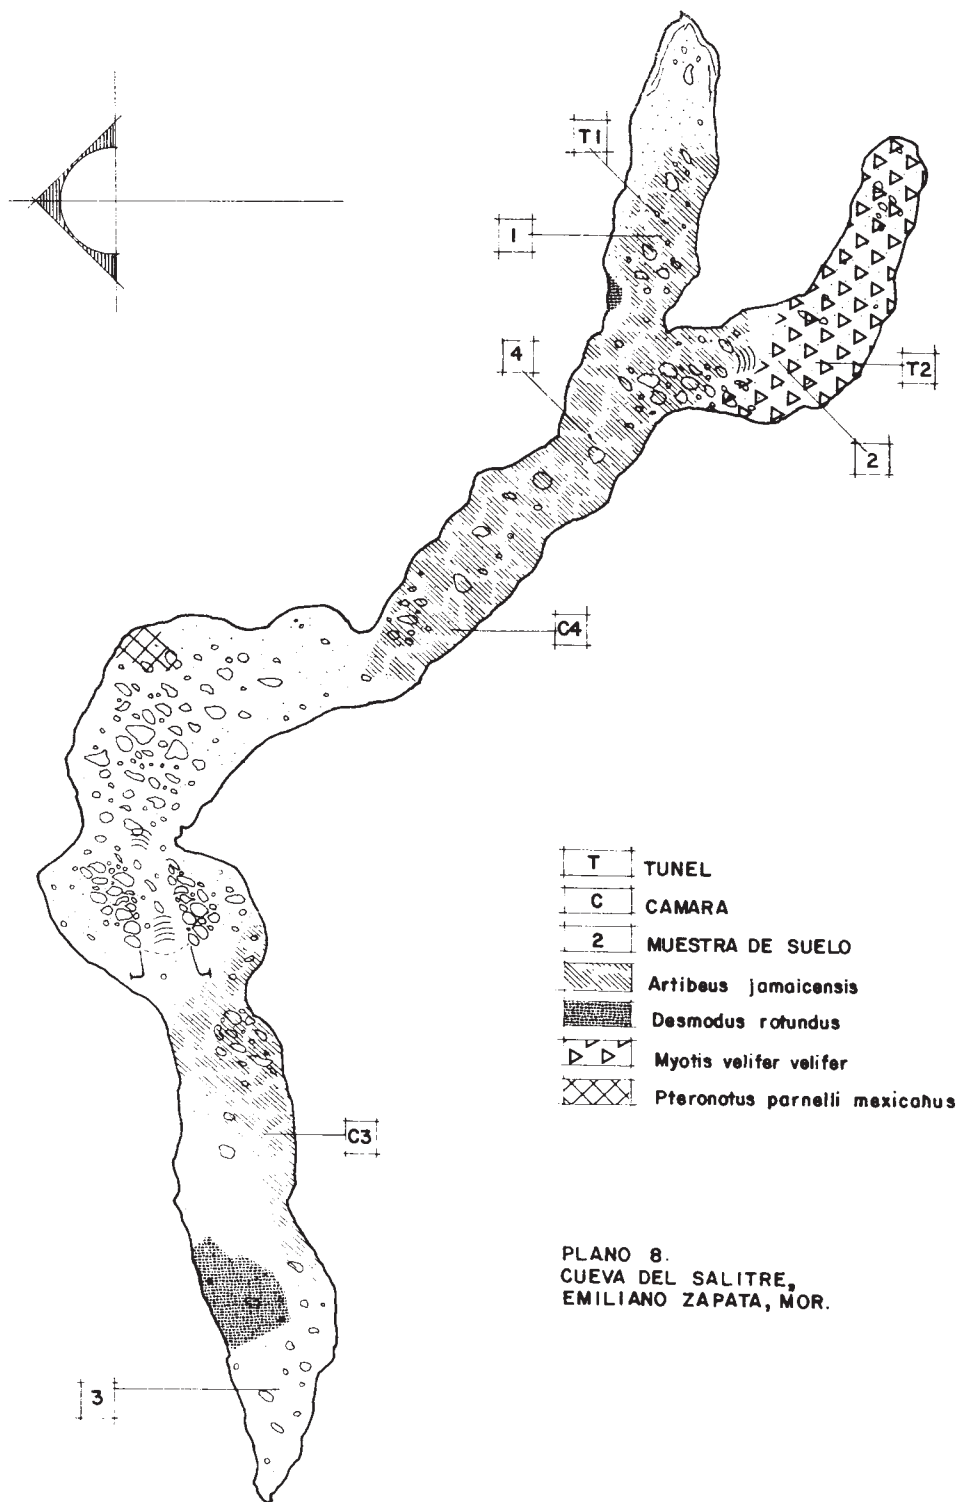 T1
1
4
T2
2
C4
C3
3
T TUNEL
C CAMARA
2 MUESTRA DE SUELO
Artibeus jamaicensis
Desmodus rotundus
Myotis velifer velifer
Pteronotus parnelli mexicanus
PLANO 8.
CUEVA DEL SALITRE,
EMILIANO ZAPATA, MOR.